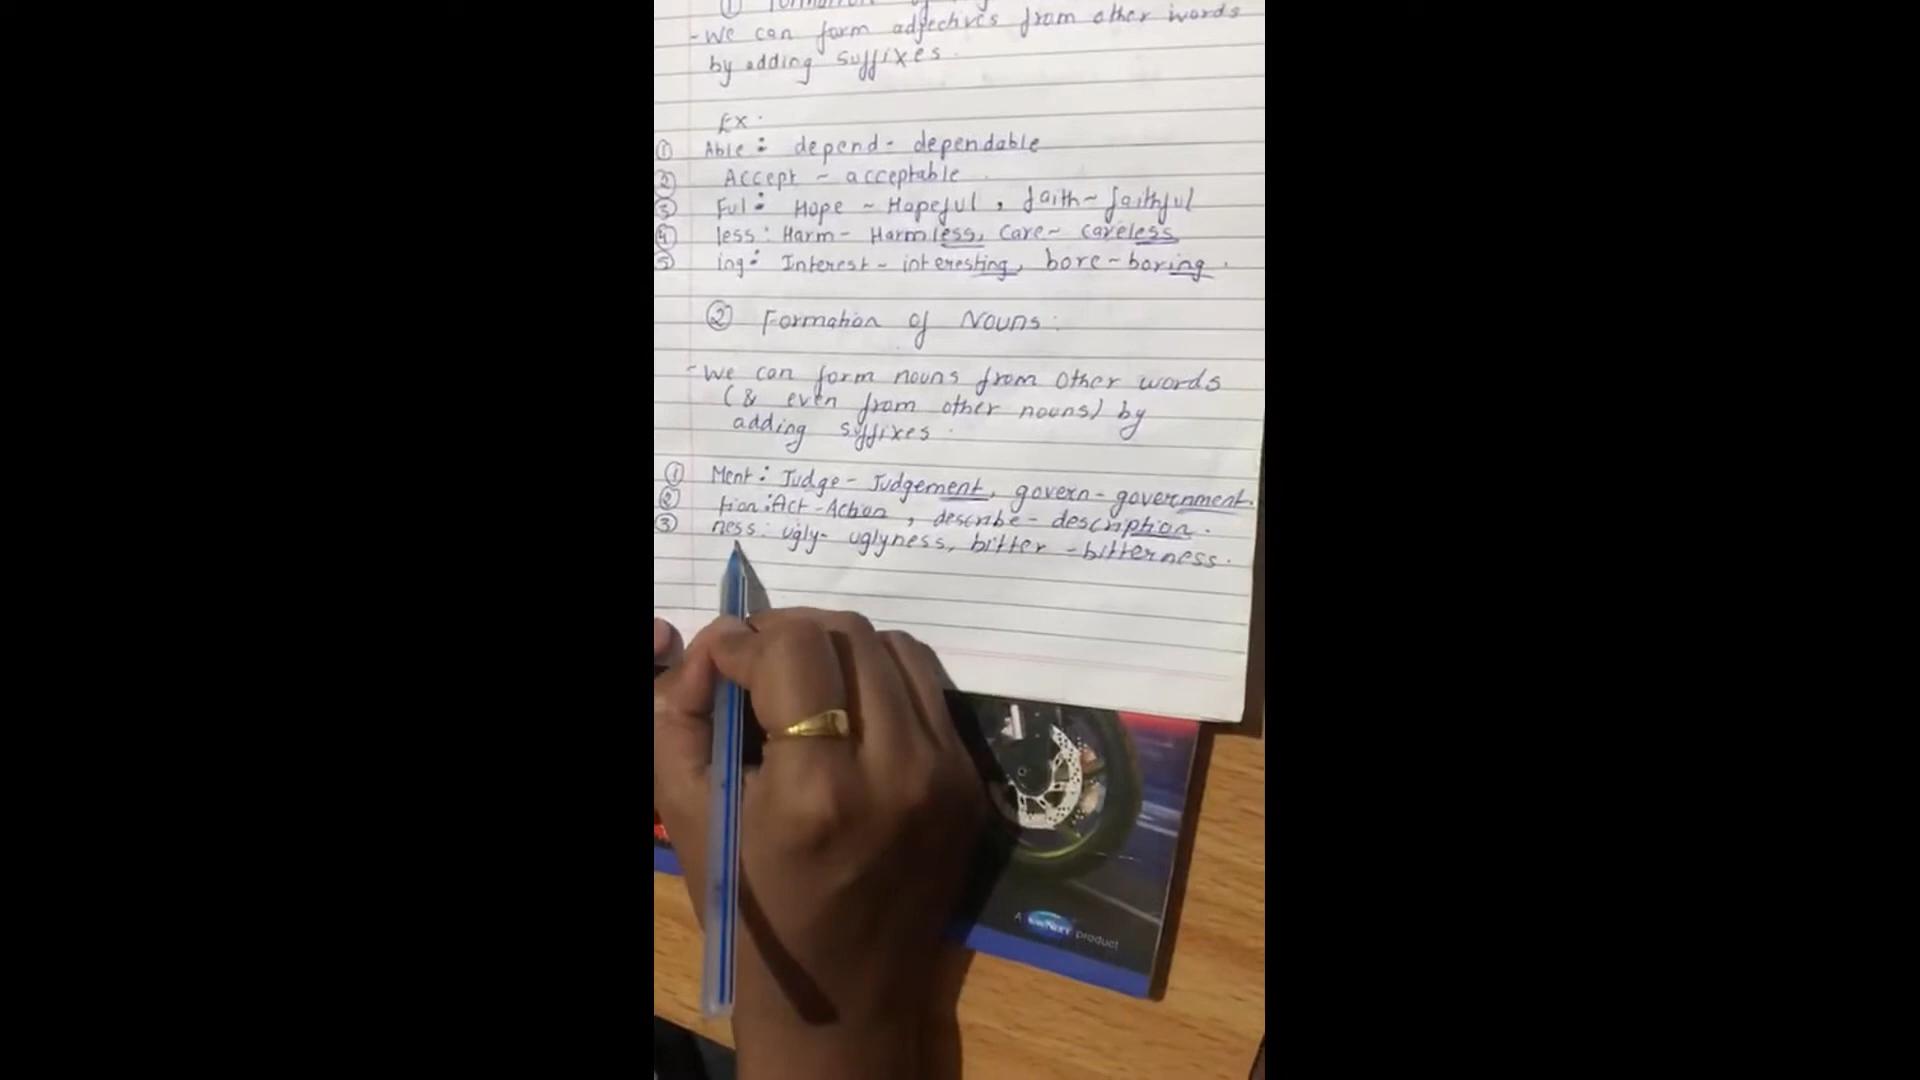 ① Formation of
- We can form adjectives from other words
by adding suffixes.
Ex.
① Able : depend - dependable
② Accept ~ acceptable
③ Ful : Hope ~ Hopeful , faith ~ faithful
④ less : Harm - Harmless, Care ~ careless
⑤ ing : Interest ~ interesting, bore ~ boring.
② Formation of Nouns :
- We can form nouns from other words
(& even from other nouns) by
adding suffixes.
① Ment : Judge - Judgement, govern - government.
② tion : Act - Action , describe - description.
③ ness : ugly - uglyness, bitter - bitterness.
A product